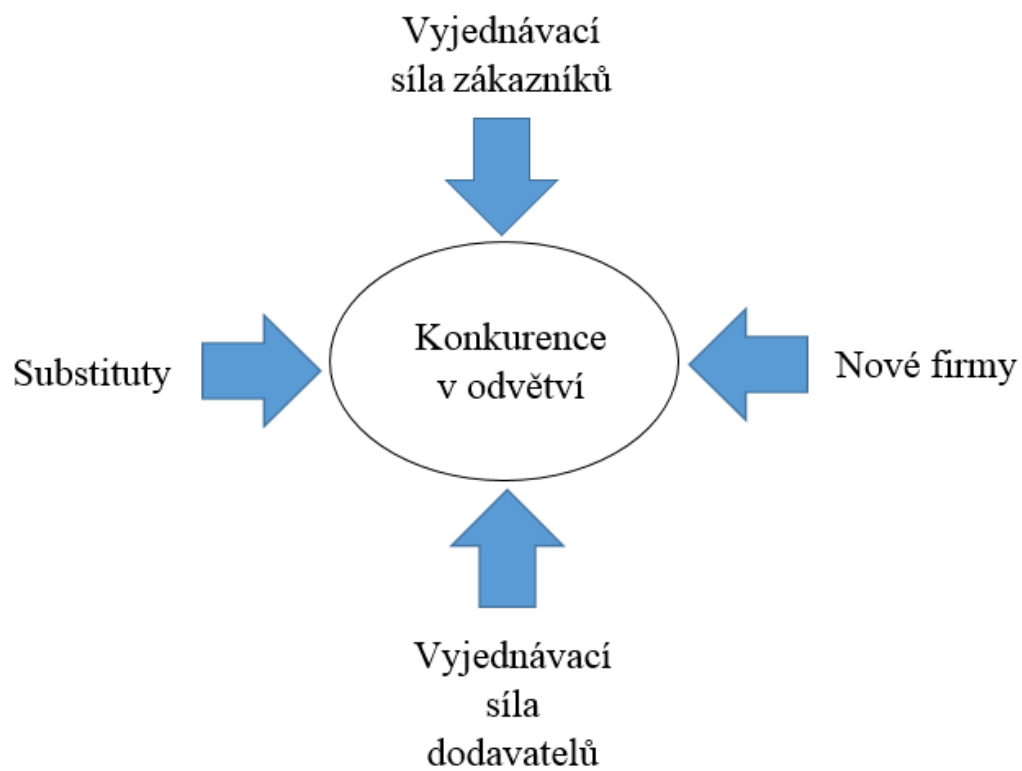 Vyjednávací
síla zákazníků
Substituty
Konkurence
v odvětví
Nové firmy
Vyjednávací
síla
dodavatelů